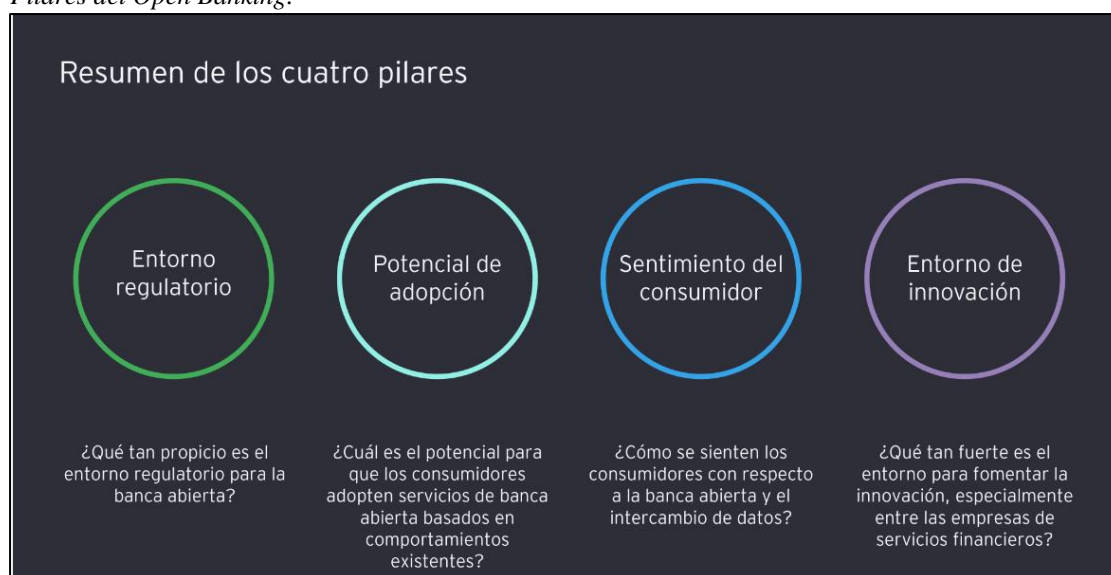 Pilares del Open Banking.
Resumen de los cuatro pilares
Entorno
regulatorio
Potencial de
adopción
Sentimiento del
consumidor
Entorno de
innovación
¿Qué tan propicio es el
entorno regulatorio para la
banca abierta?
¿Cuál es el potencial para
que los consumidores
adopten servicios de banca
abierta basados en
comportamientos
existentes?
¿Cómo se sienten los
consumidores con respecto
a la banca abierta y el
intercambio de datos?
¿Qué tan fuerte es el
entorno para fomentar la
innovación, especialmente
entre las empresas de
servicios financieros?